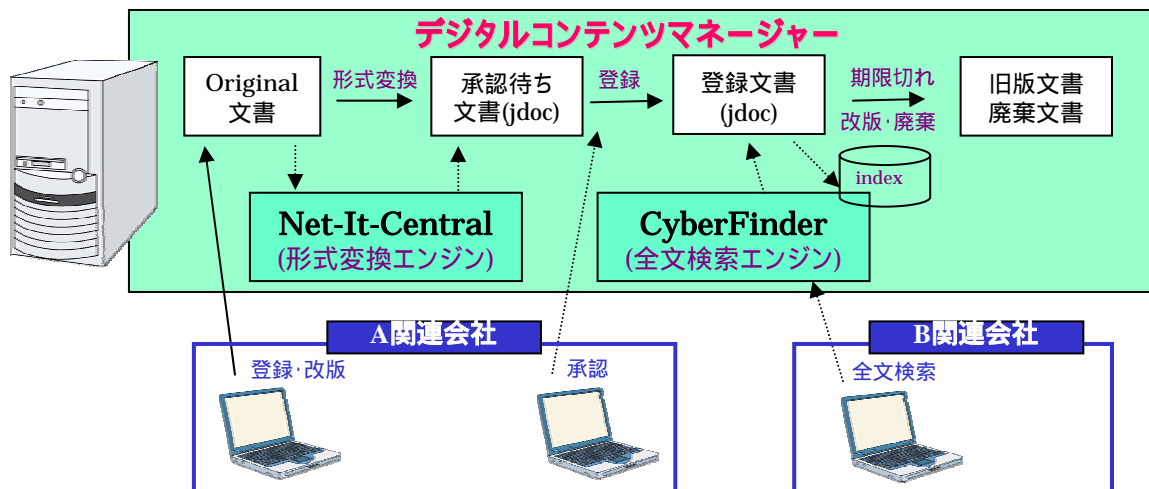 デジタルコンテンツマネージャー
Original
文書
形式変換
承認待ち
文書(jdoc)
登録
登録文書
(jdoc)
期限切れ
改版・廃棄
旧版文書
廃棄文書
index
Net-It-Central
(形式変換エンジン)
CyberFinder
(全文検索エンジン)
A関連会社
登録・改版
承認
B関連会社
全文検索